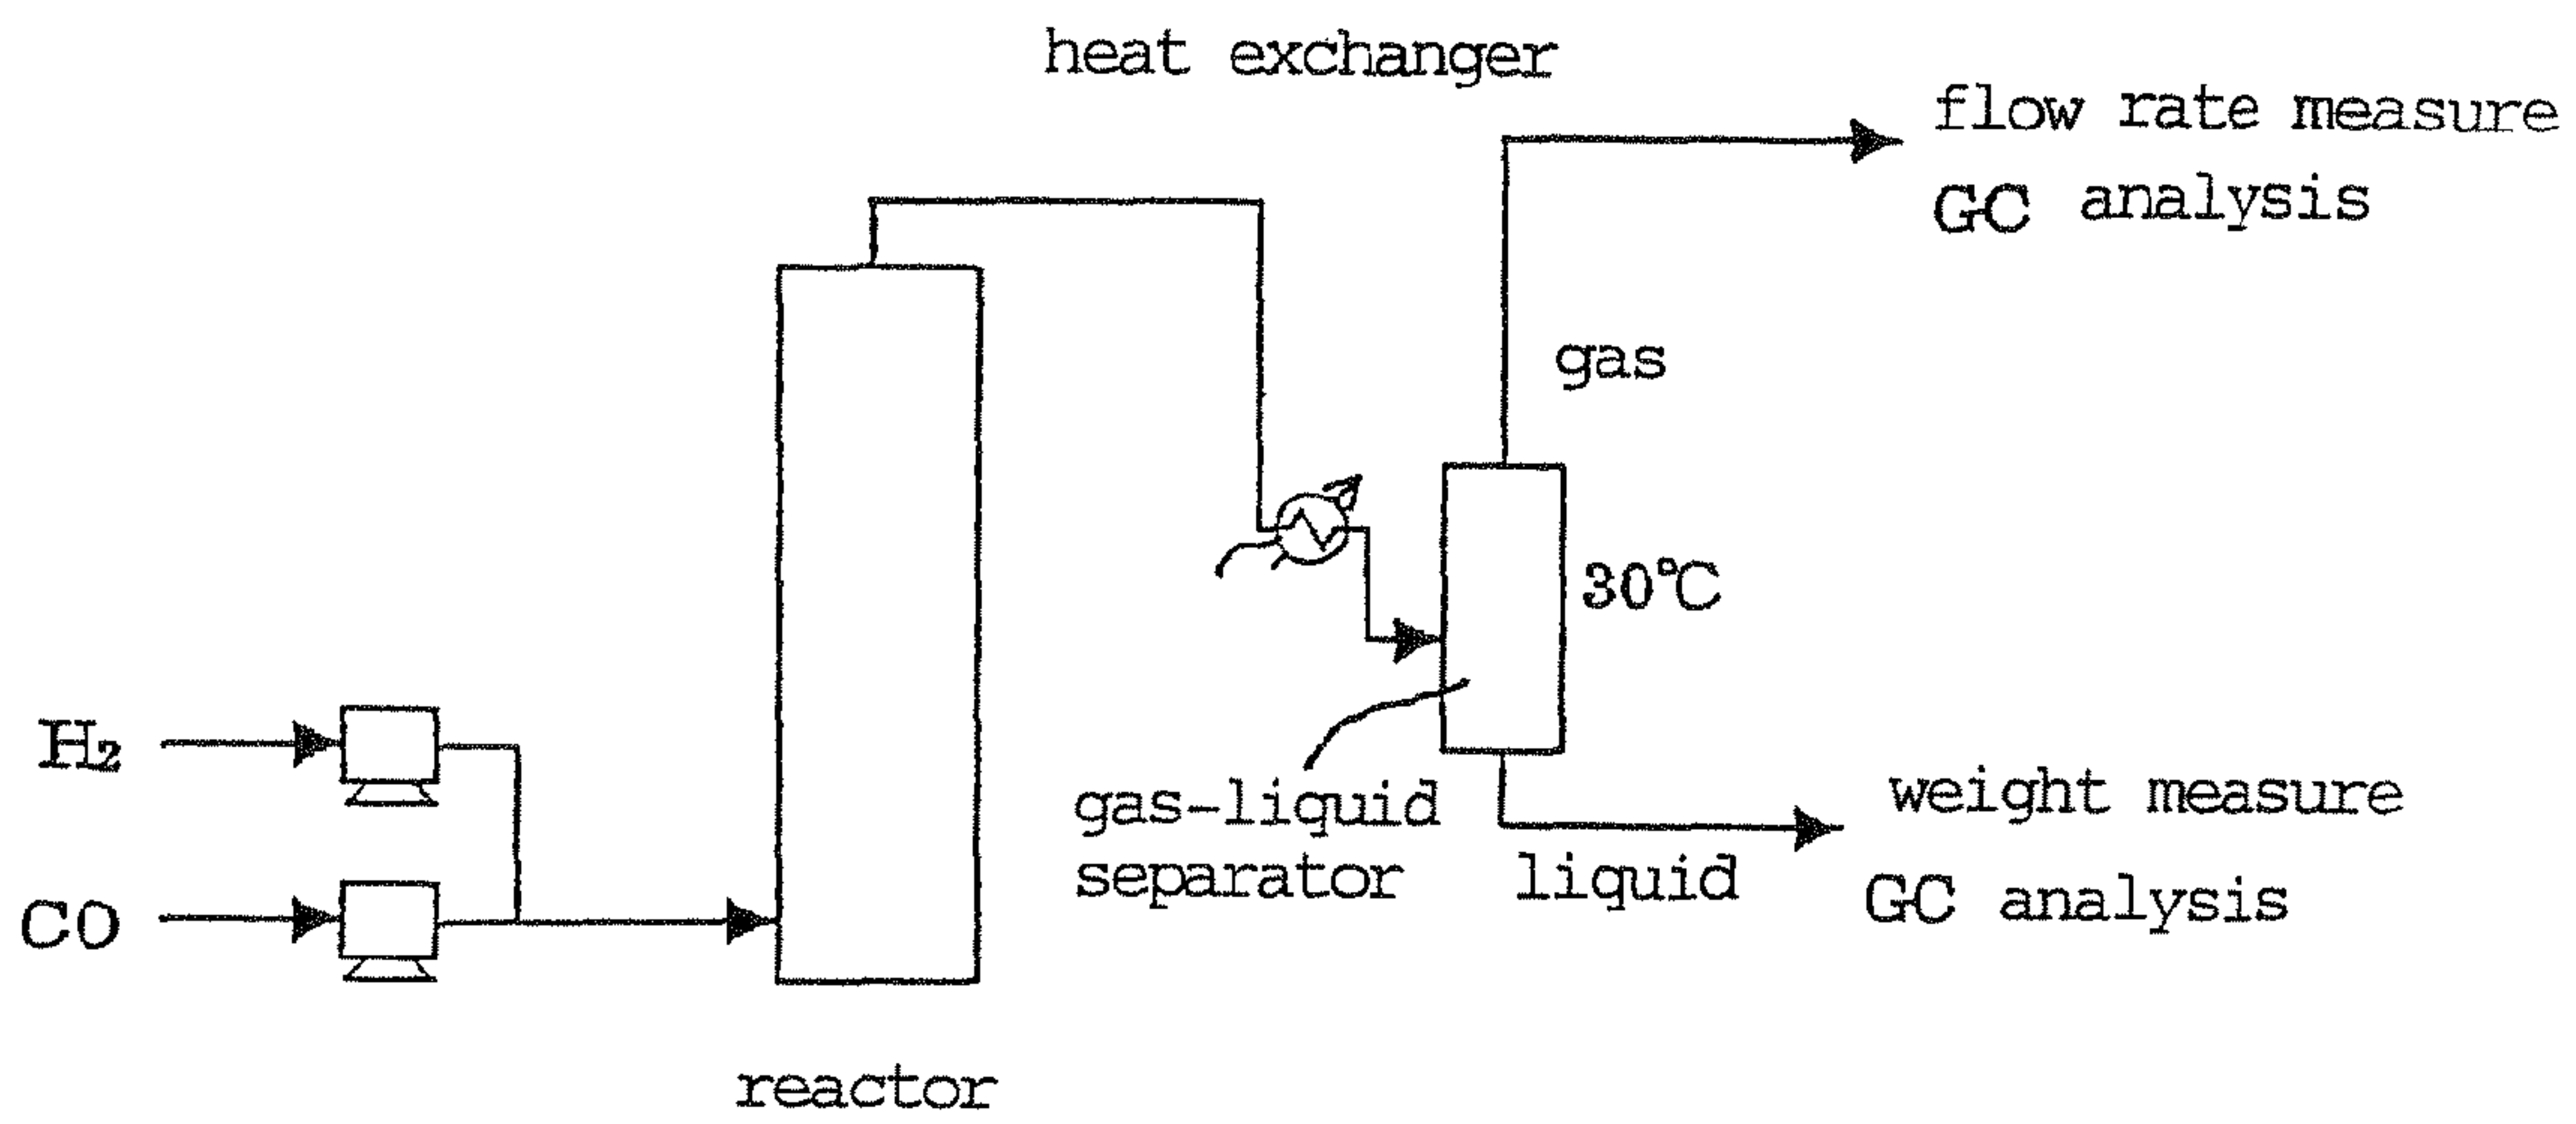 heat exchanger
flow rate measure
GC analysis
gas
30°C
H₂
CO
gas-liquid
separator
liquid
weight measure
GC analysis
reactor